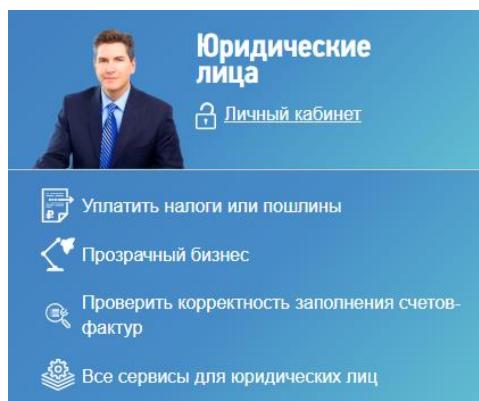 Юридические
лица
Личный кабинет
Уплатить налоги или пошлины
Прозрачный бизнес
Проверить корректность заполнения счетов-
фактур
Все сервисы для юридических лиц